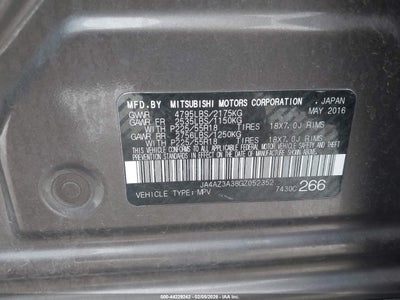 MFD.BY MITSUBISHI MOTORS CORPORATION , JAPAN
GVWR 4795LBS/2175KG MAY 2016
GAWR FR 2535LBS/1150KG
WITH P225/55R18 TIRES 18X7.0J RIMS
GAWR RR 2756LBS/1250KG
WITH P225/55R18 TIRES 18X7.0J RIMS
THIS VEHICLE CONFORMS TO ALL APPLICABLE FEDERAL MOTOR
VEHICLE SAFETY AND THEFT
PREVENTION STANDARDS IN EFFECT ON THE DATE OF MANUFACTURE SHOWN ABOVE.
JA4AZ3A38GZ052352
VEHICLE TYPE:MPV 7430C 266